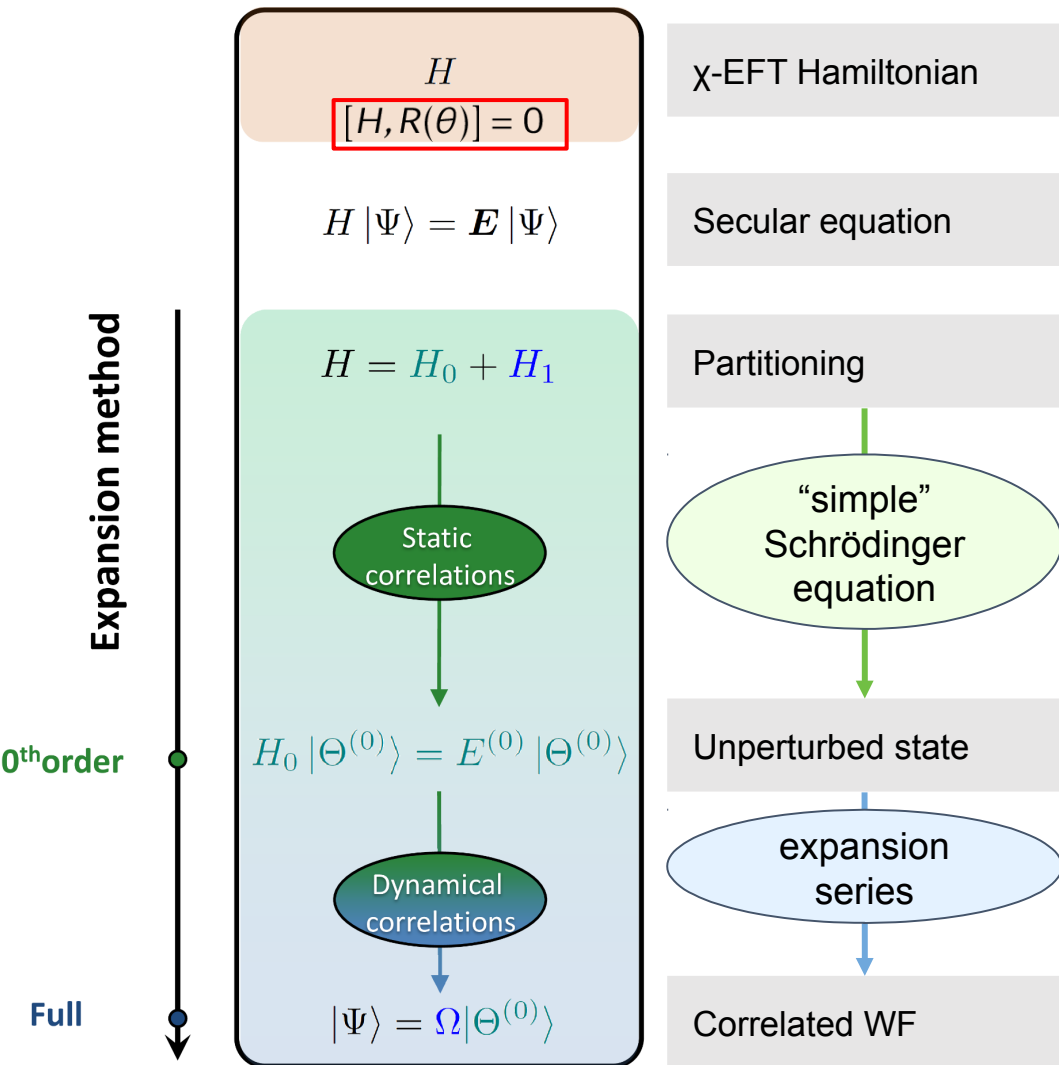 H
χ-EFT Hamiltonian
[H, R(θ)] = 0
H |Ψ⟩ = E |Ψ⟩
Secular equation
Expansion method
H = H₀ + H₁
Partitioning
Static
correlations
“simple”
Schrödinger
equation
0ᵗʰorder
H₀ |Θ⁽⁰⁾⟩ = E⁽⁰⁾ |Θ⁽⁰⁾⟩
Unperturbed state
Dynamical
correlations
expansion
series
Full
|Ψ⟩ = Ω|Θ⁽⁰⁾⟩
Correlated WF